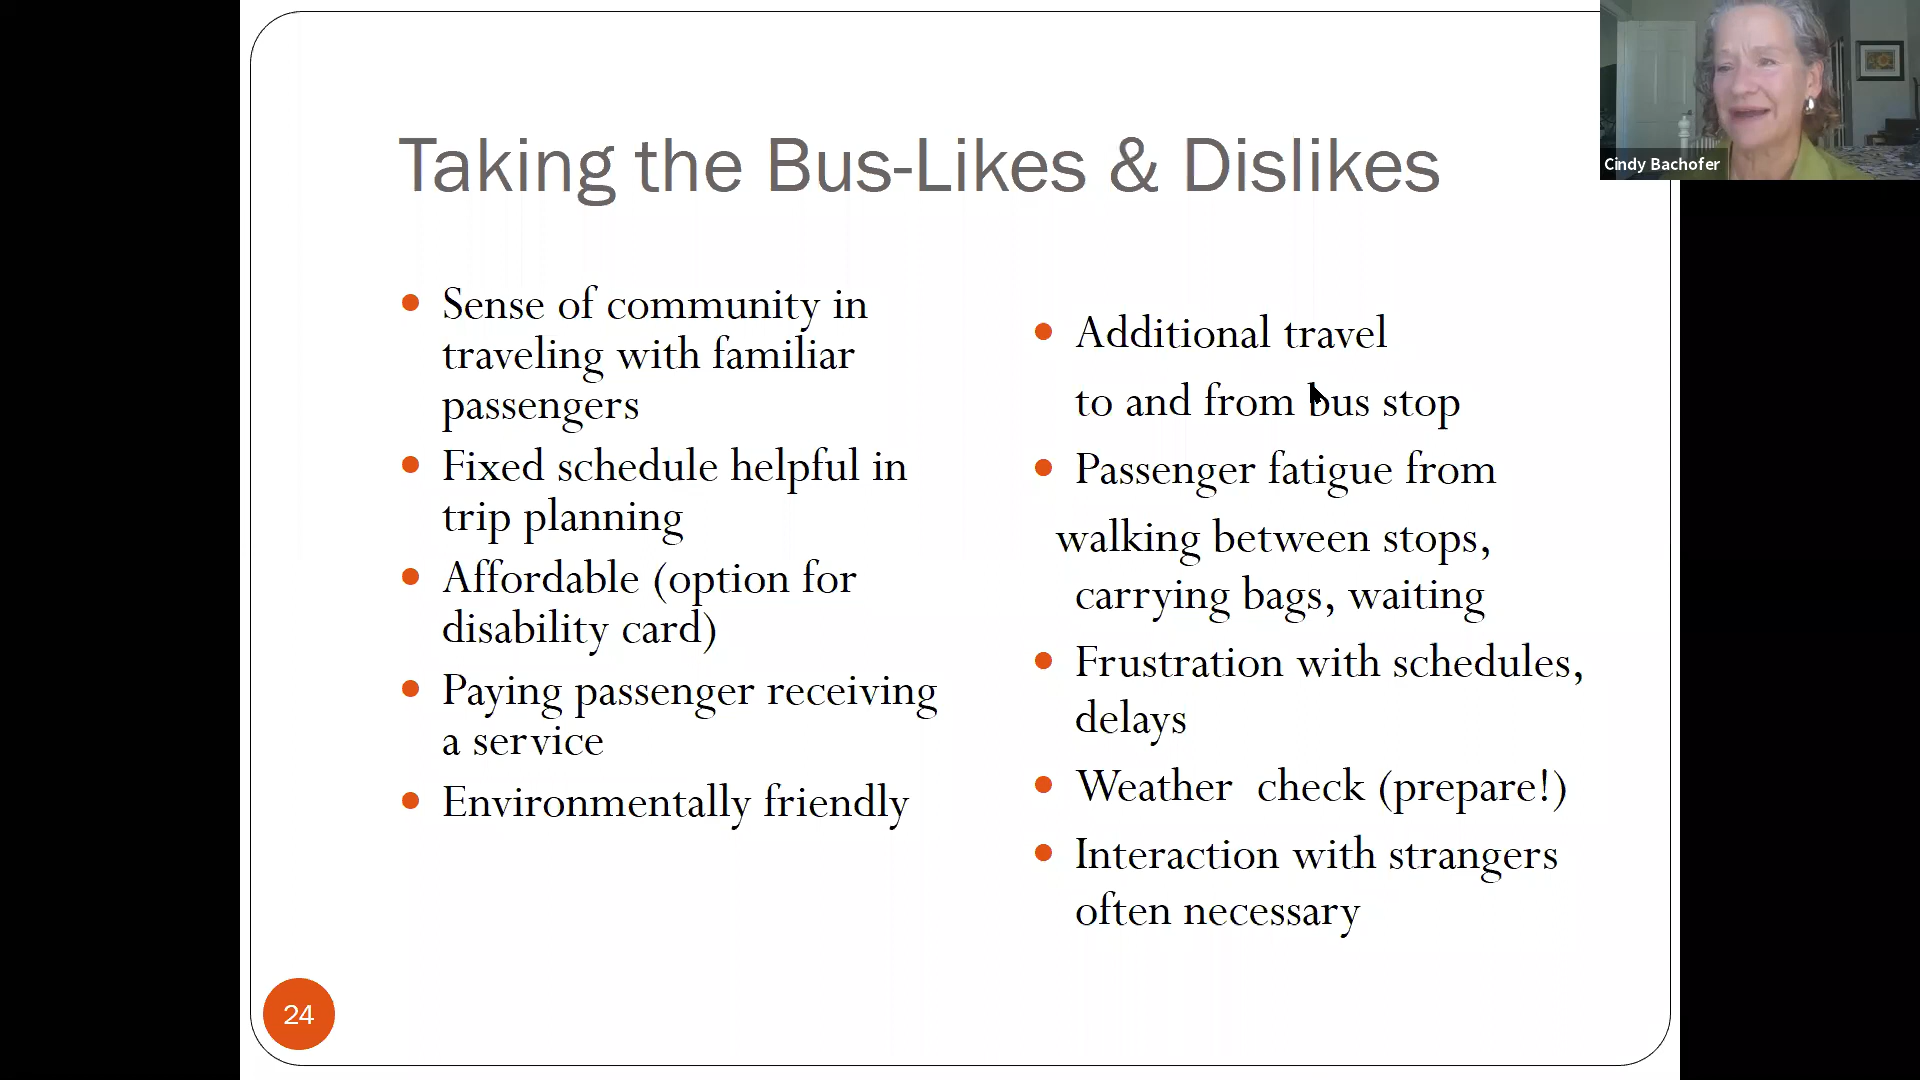 Taking the Bus-Likes & Dislikes
Sense of community in
traveling with familiar
passengers
Fixed schedule helpful in
trip planning
Affordable (option for
disability card)
Paying passenger receiving
a service
Environmentally friendly
Additional travel
to and from bus stop
Passenger fatigue from
walking between stops,
carrying bags, waiting
Frustration with schedules,
delays
Weather  check (prepare!)
Interaction with strangers
often necessary
24
Cindy Bachofer